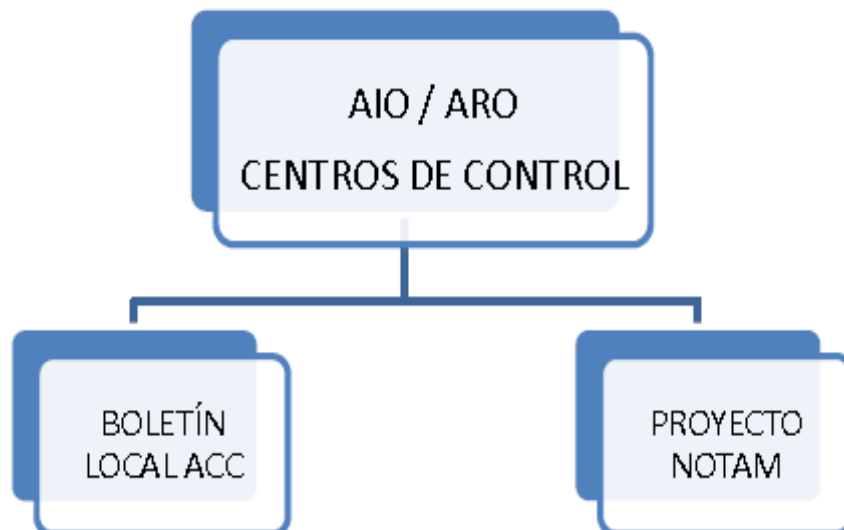 AIO / ARO
CENTROS DE CONTROL
BOLETÍN
LOCAL ACC
PROYECTO
NOTAM